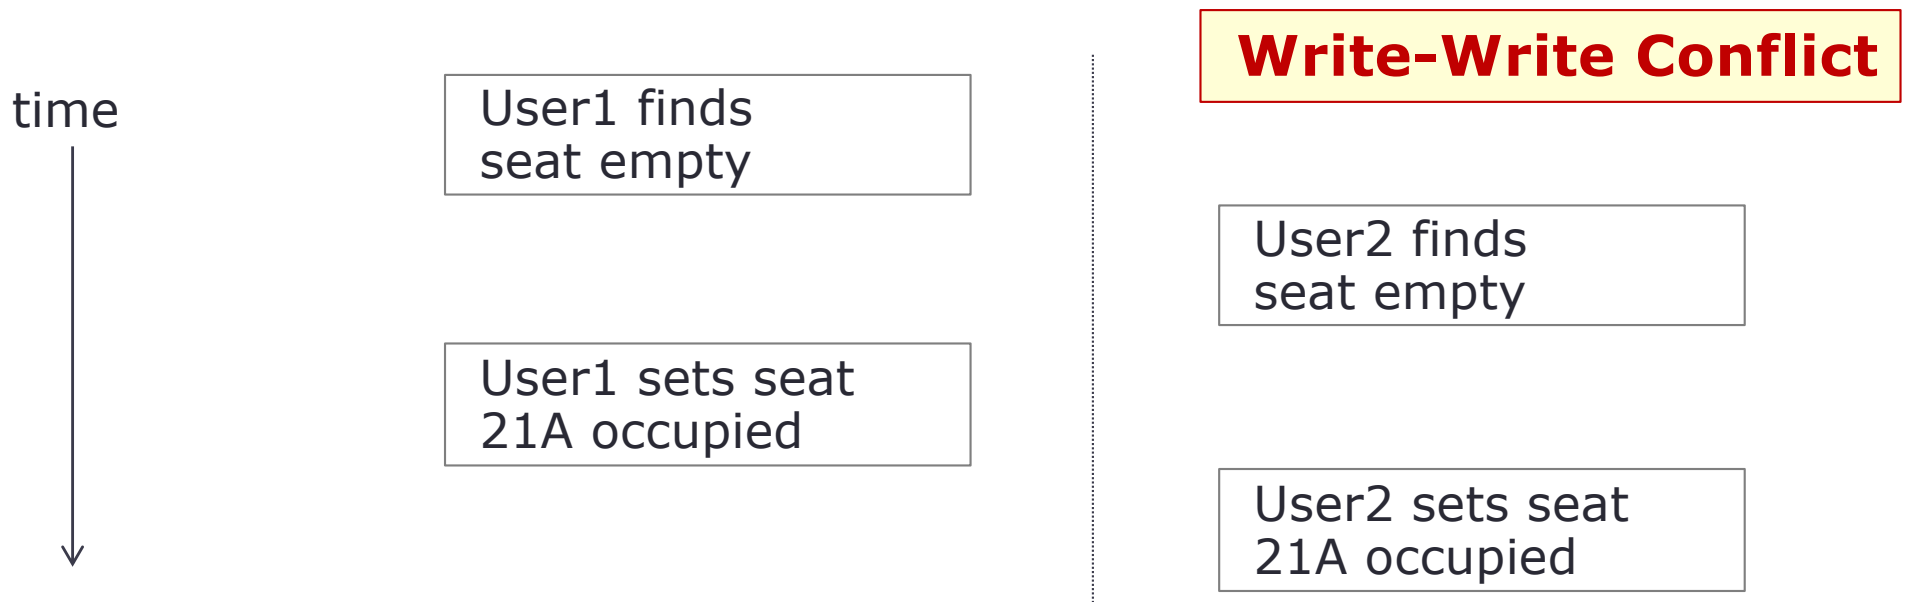 Write-Write Conflict
time
User1 finds
seat empty
User2 finds
seat empty
User1 sets seat
21A occupied
User2 sets seat
21A occupied